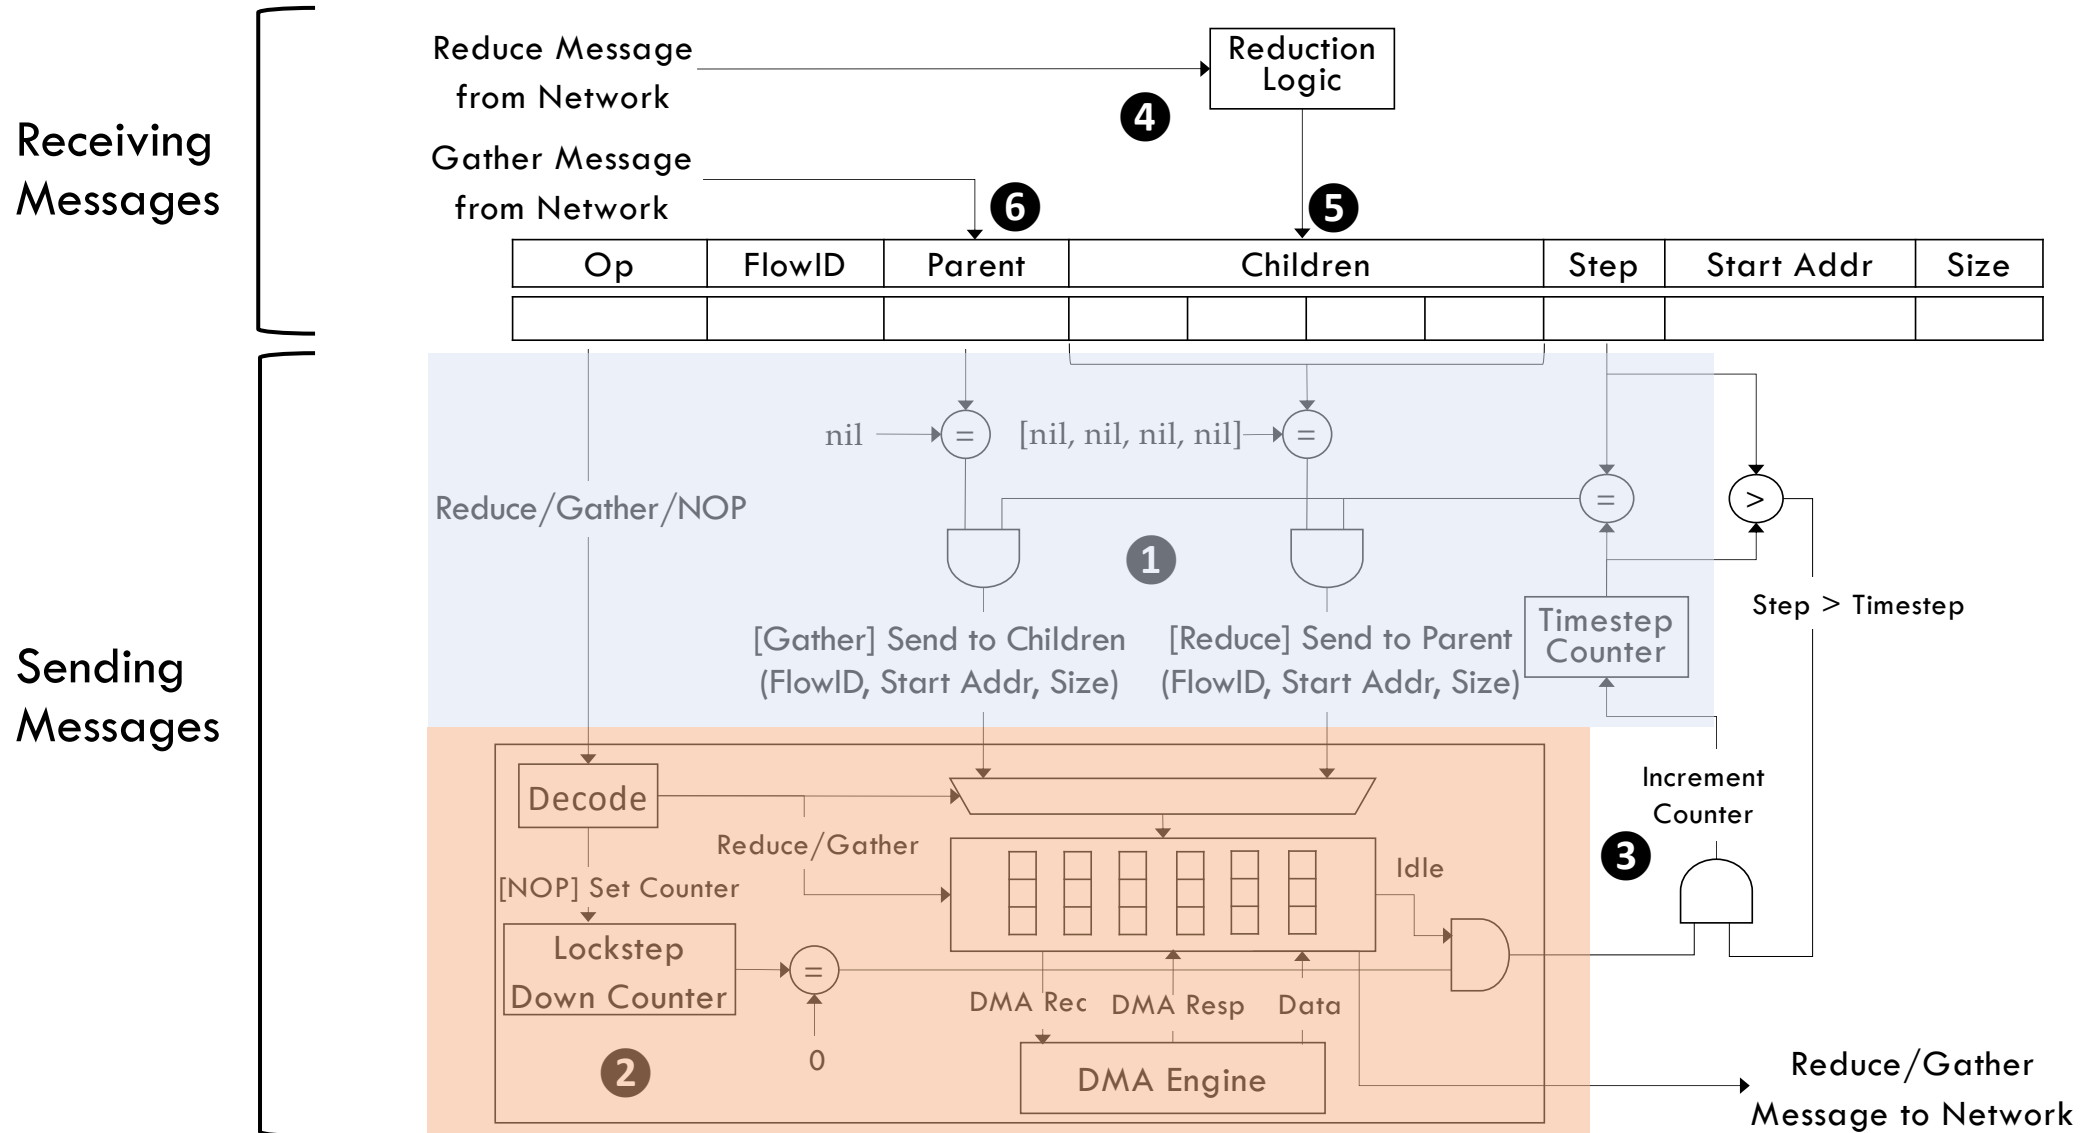 Receiving
Messages
Reduce Message
from Network
Reduction
Logic
4
Gather Message
from Network
6
5
Op FlowID Parent Children Step Start Addr Size
nil = [nil, nil, nil, nil] =
Reduce/Gather/NOP
= >
1
Step > Timestep
Timestep
Counter
[Gather] Send to Children
(FlowID, Start Addr, Size)
[Reduce] Send to Parent
(FlowID, Start Addr, Size)
Sending
Messages
Decode
Increment
Counter
Reduce/Gather
3
Idle
[NOP] Set Counter
Lockstep
Down Counter
=
0
2
DMA Rec DMA Resp Data
DMA Engine
Reduce/Gather
Message to Network